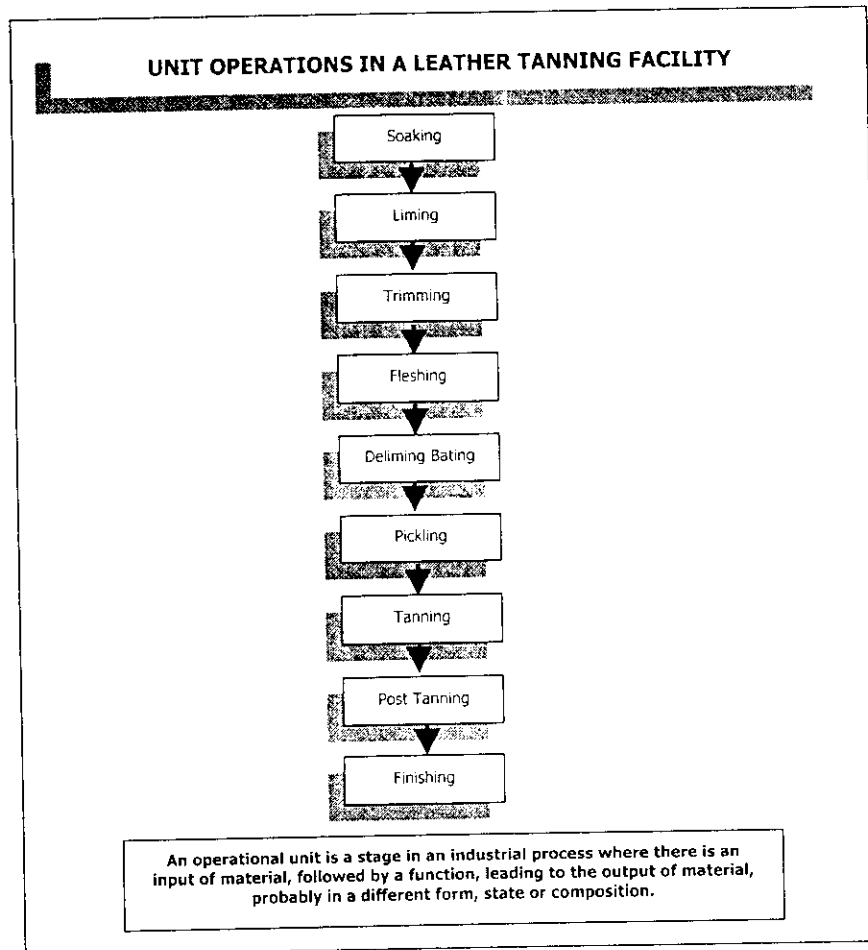 UNIT OPERATIONS IN A LEATHER TANNING FACILITY
Soaking
Liming
Trimming
Fleshing
Deliming Bating
Pickling
Tanning
Post Tanning
Finishing
An operational unit is a stage in an industrial process where there is an
input of material, followed by a function, leading to the output of material,
probably in a different form, state or composition.